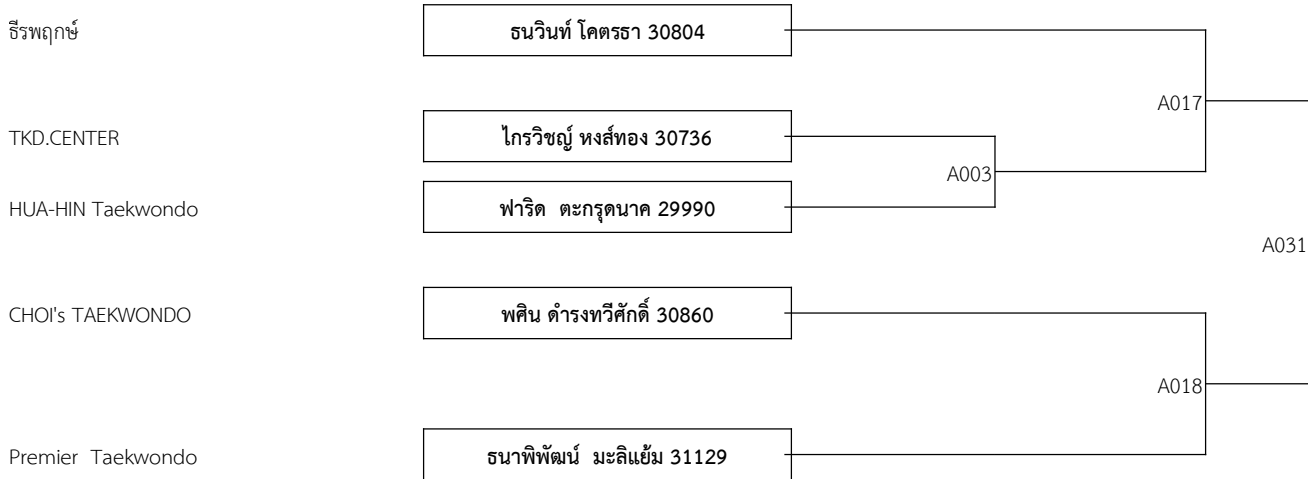 ธีรพฤกษ์ ธนวินท์ โคตรธา 30804
A017
TKD.CENTER ไกรวิชญ์ หงส์ทอง 30736
A003
HUA-HIN Taekwondo ฟาริด ตะกรุดนาค 29990
A031
CHOI's TAEKWONDO พศิน ดำรงทวีศักดิ์ 30860
A018
Premier Taekwondo ธนาพิพัฒน์ มะลิแย้ม 31129